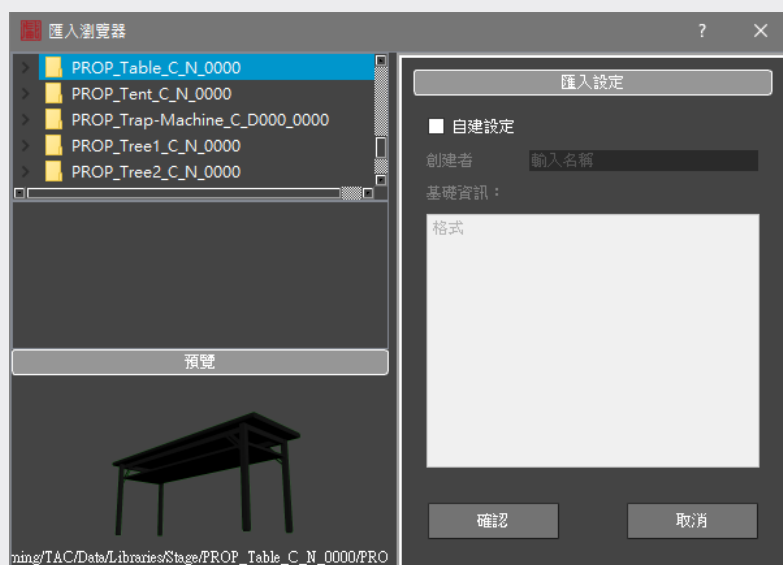 匯入瀏覽器
? ×
PROP_Table_C_N_0000
PROP_Tent_C_N_0000
PROP_Trap-Machine_C_D000_0000
PROP_Tree1_C_N_0000
PROP_Tree2_C_N_0000
預覽
ning/TAC/Data/Libraries/Stage/PROP_Table_C_N_0000/PRO
匯入設定
自建設定
創建者 輸入名稱
基礎資訊：
格式
確認 取消